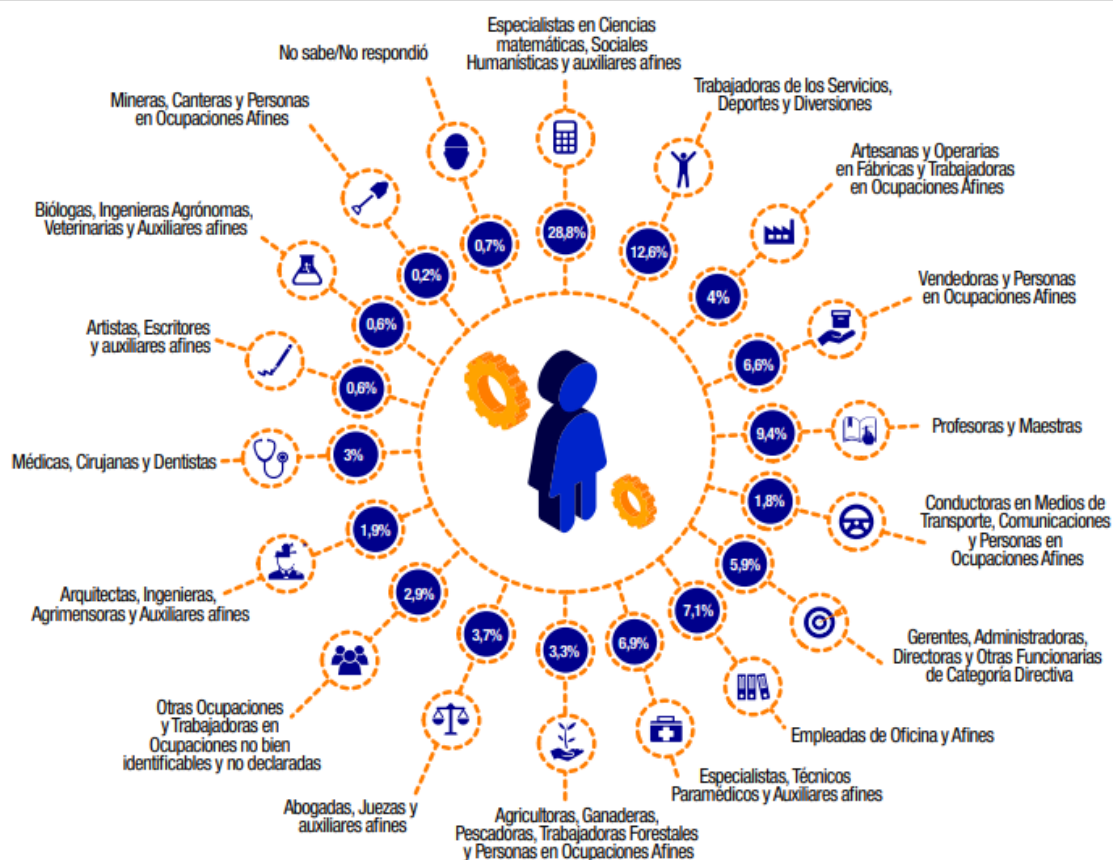 Especialistas en Ciencias
matemáticas, Sociales
Humanísticas y auxiliares afines
28,8%
Trabajadoras de los Servicios,
Deportes y Diversiones
12,6%
Artesanas y Operarias
en Fábricas y Trabajadoras
en Ocupaciones Afines
4%
Vendedoras y Personas
en Ocupaciones Afines
6,6%
Profesoras y Maestras
9,4%
Conductoras en Medios de
Transporte, Comunicaciones
y Personas en
Ocupaciones Afines
1,8%
Gerentes, Administradoras,
Directoras y Otras Funcionarias
de Categoría Directiva
5,9%
Empleadas de Oficina y Afines
7,1%
Especialistas, Técnicos
Paramédicos y Auxiliares afines
6,9%
Agricultoras, Ganaderas,
Pescadoras, Trabajadoras Forestales
y Personas en Ocupaciones Afines
3,3%
Abogadas, Juezas y
auxiliares afines
3,7%
Otras Ocupaciones
y Trabajadoras en
Ocupaciones no bien
identificables y no declaradas
2,9%
Arquitectas, Ingenieras,
Agrimensoras y Auxiliares afines
1,9%
Médicas, Cirujanas y Dentistas
3%
Artistas, Escritores
y auxiliares afines
0,6%
Biólogas, Ingenieras Agrónomas,
Veterinarias y Auxiliares afines
0,6%
Mineras, Canteras y Personas
en Ocupaciones Afines
0,2%
No sabe/No respondió
0,7%